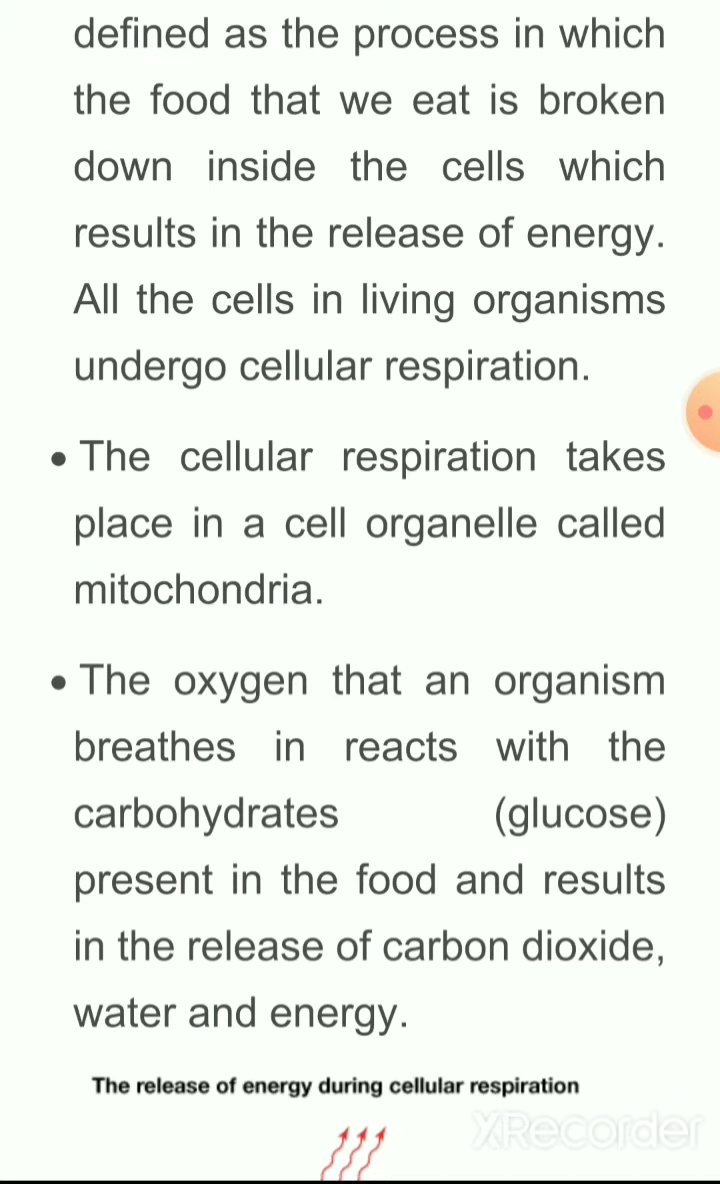 defined as the process in which
the food that we eat is broken
down inside the cells which
results in the release of energy.
All the cells in living organisms
undergo cellular respiration.
• The cellular respiration takes
place in a cell organelle called
mitochondria.
• The oxygen that an organism
breathes in reacts with the
carbohydrates (glucose)
present in the food and results
in the release of carbon dioxide,
water and energy.
The release of energy during cellular respiration
XRecorder